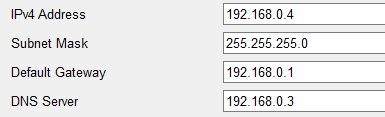 IPv4 Address 192.168.0.4
Subnet Mask 255.255.255.0
Default Gateway 192.168.0.1
DNS Server 192.168.0.3